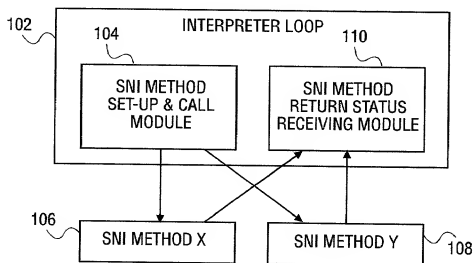 102
INTERPRETER LOOP
104
110
SNI METHOD
SET-UP & CALL
MODULE
SNI METHOD
RETURN STATUS
RECEIVING MODULE
106
SNI METHOD X
SNI METHOD Y
108